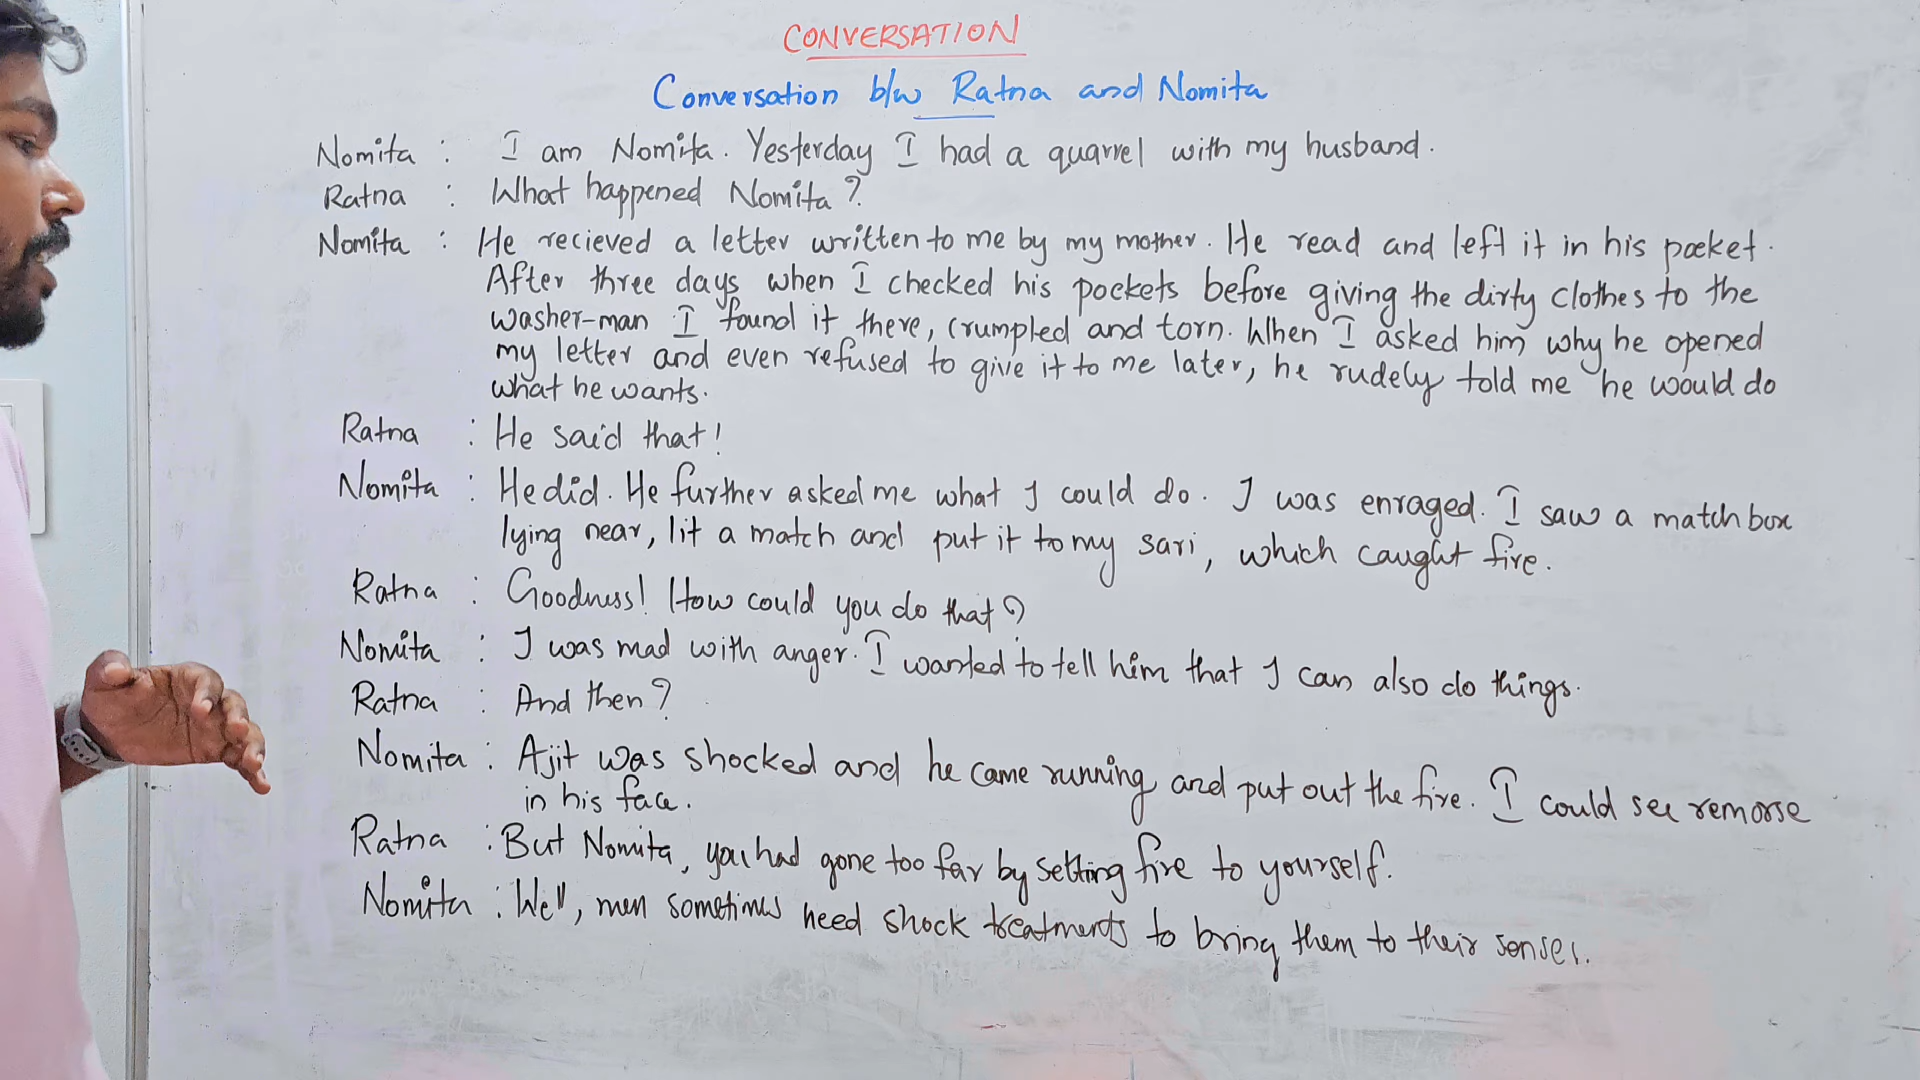 CONVERSATION
Conversation b/w Ratna and Nomita
Nomita : I am Nomita. Yesterday I had a quarrel with my husband.
Ratna : What happened Nomita?
Nomita : He recieved a letter written to me by my mother. He read and left it in his pocket.
After three days when I checked his pockets before giving the dirty clothes to the
washer-man I found it there, crumpled and torn. When I asked him why he opened
my letter and even refused to give it to me later, he rudely told me he would do
what he wants.
Ratna : He said that!
Nomita : He did. He further asked me what I could do. I was enraged. I saw a match box
lying near, lit a match and put it to my sari, which caught fire.
Ratna : Goodness! How could you do that?
Nomita : I was mad with anger. I wanted to tell him that I can also do things.
Ratna : And then?
Nomita : Ajit was shocked and he came running and put out the fire. I could see remorse
in his face.
Ratna : But Nomita, you had gone too far by setting fire to yourself.
Nomita : Well, men sometimes need shock treatments to bring them to their senses.